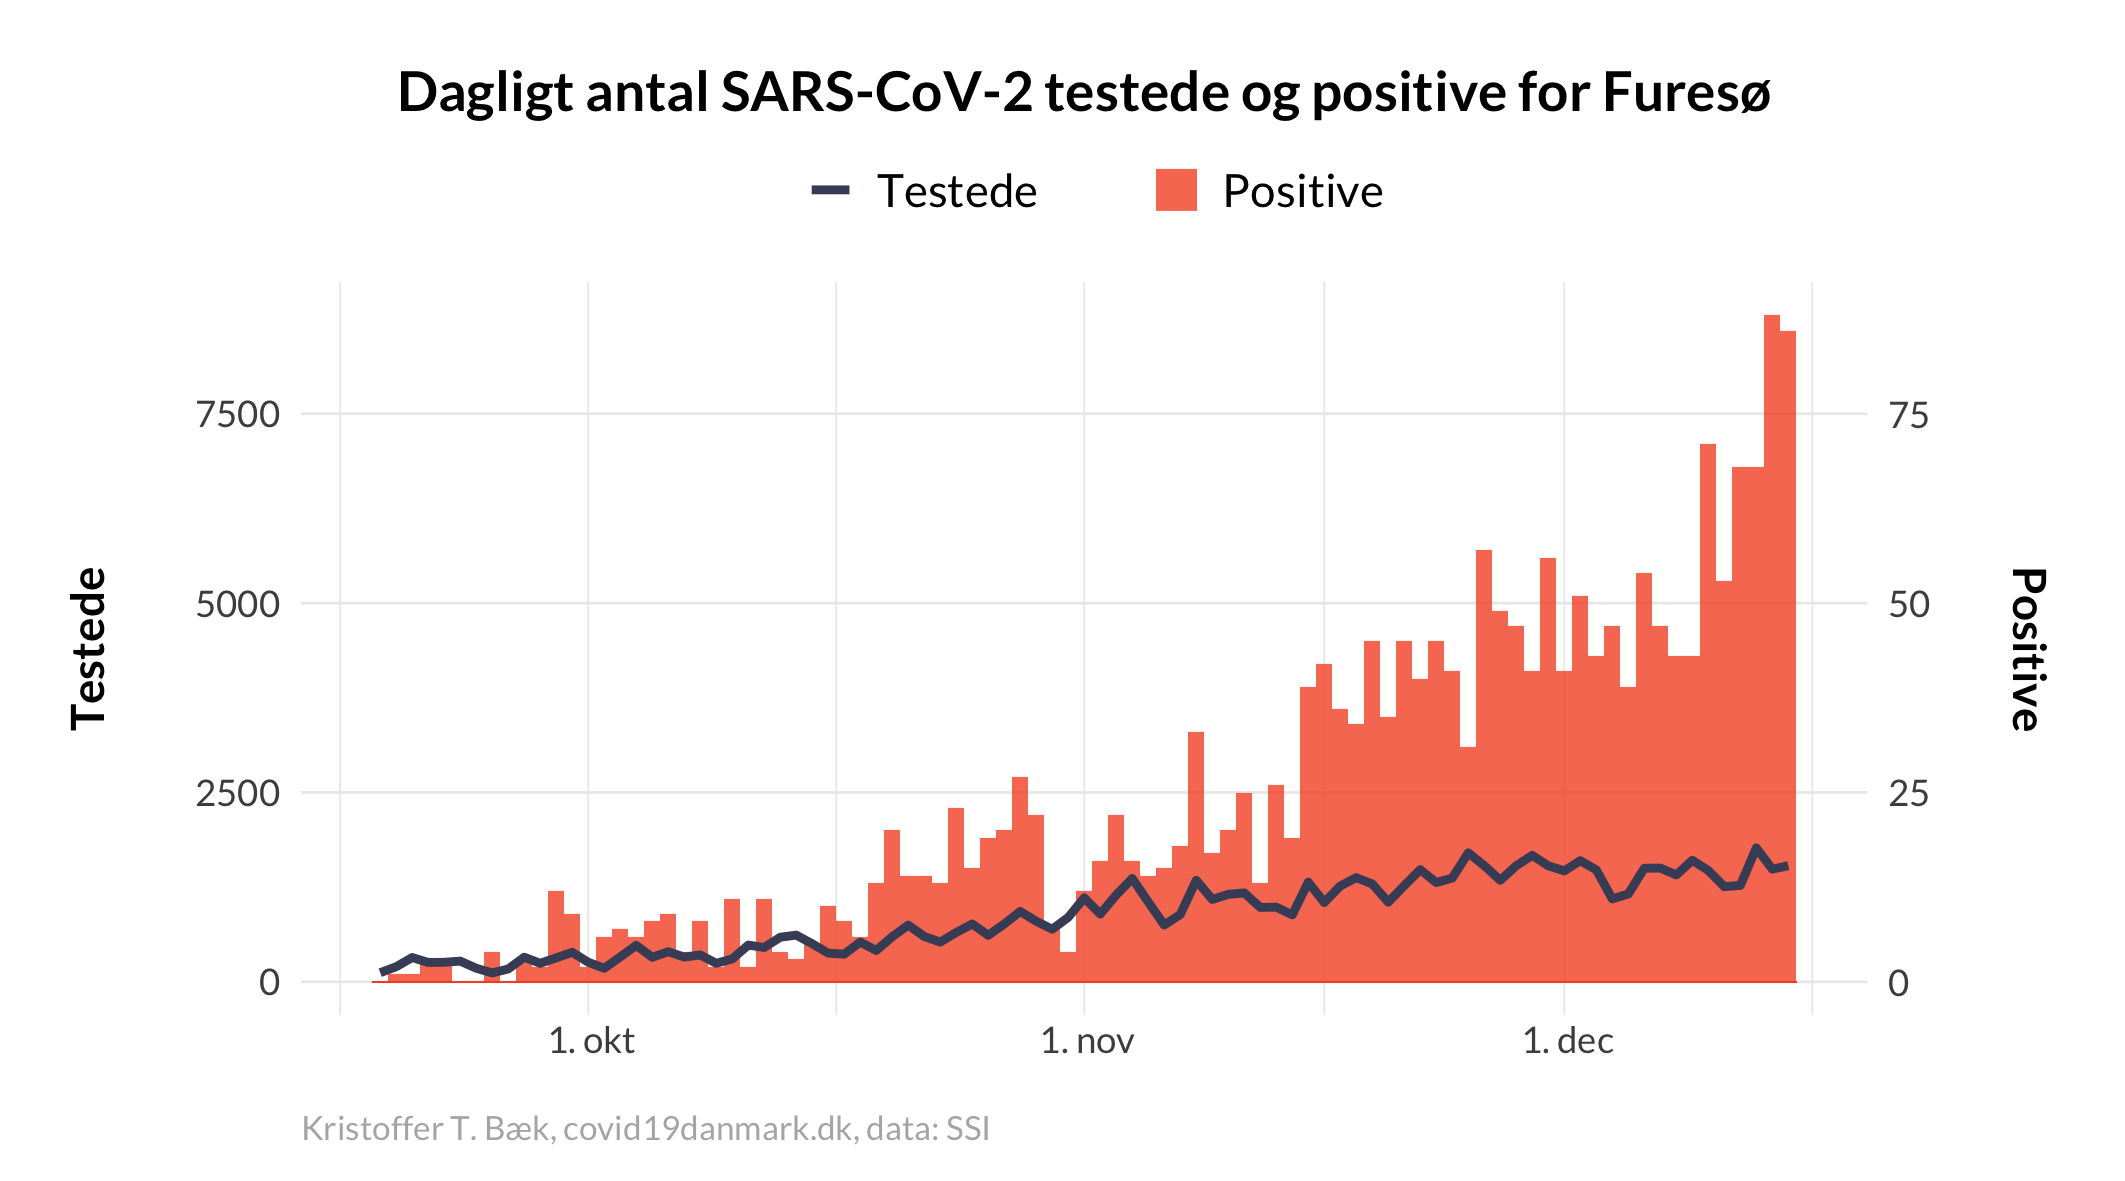 Dagligt antal SARS-CoV-2 testede og positive for Furesø
Testede
Positive
7500
5000
2500
0
Testede
75
50
25
0
Positive
1. okt
1. nov
1. dec
Kristoffer T. Bæk, covid19danmark.dk, data: SSI